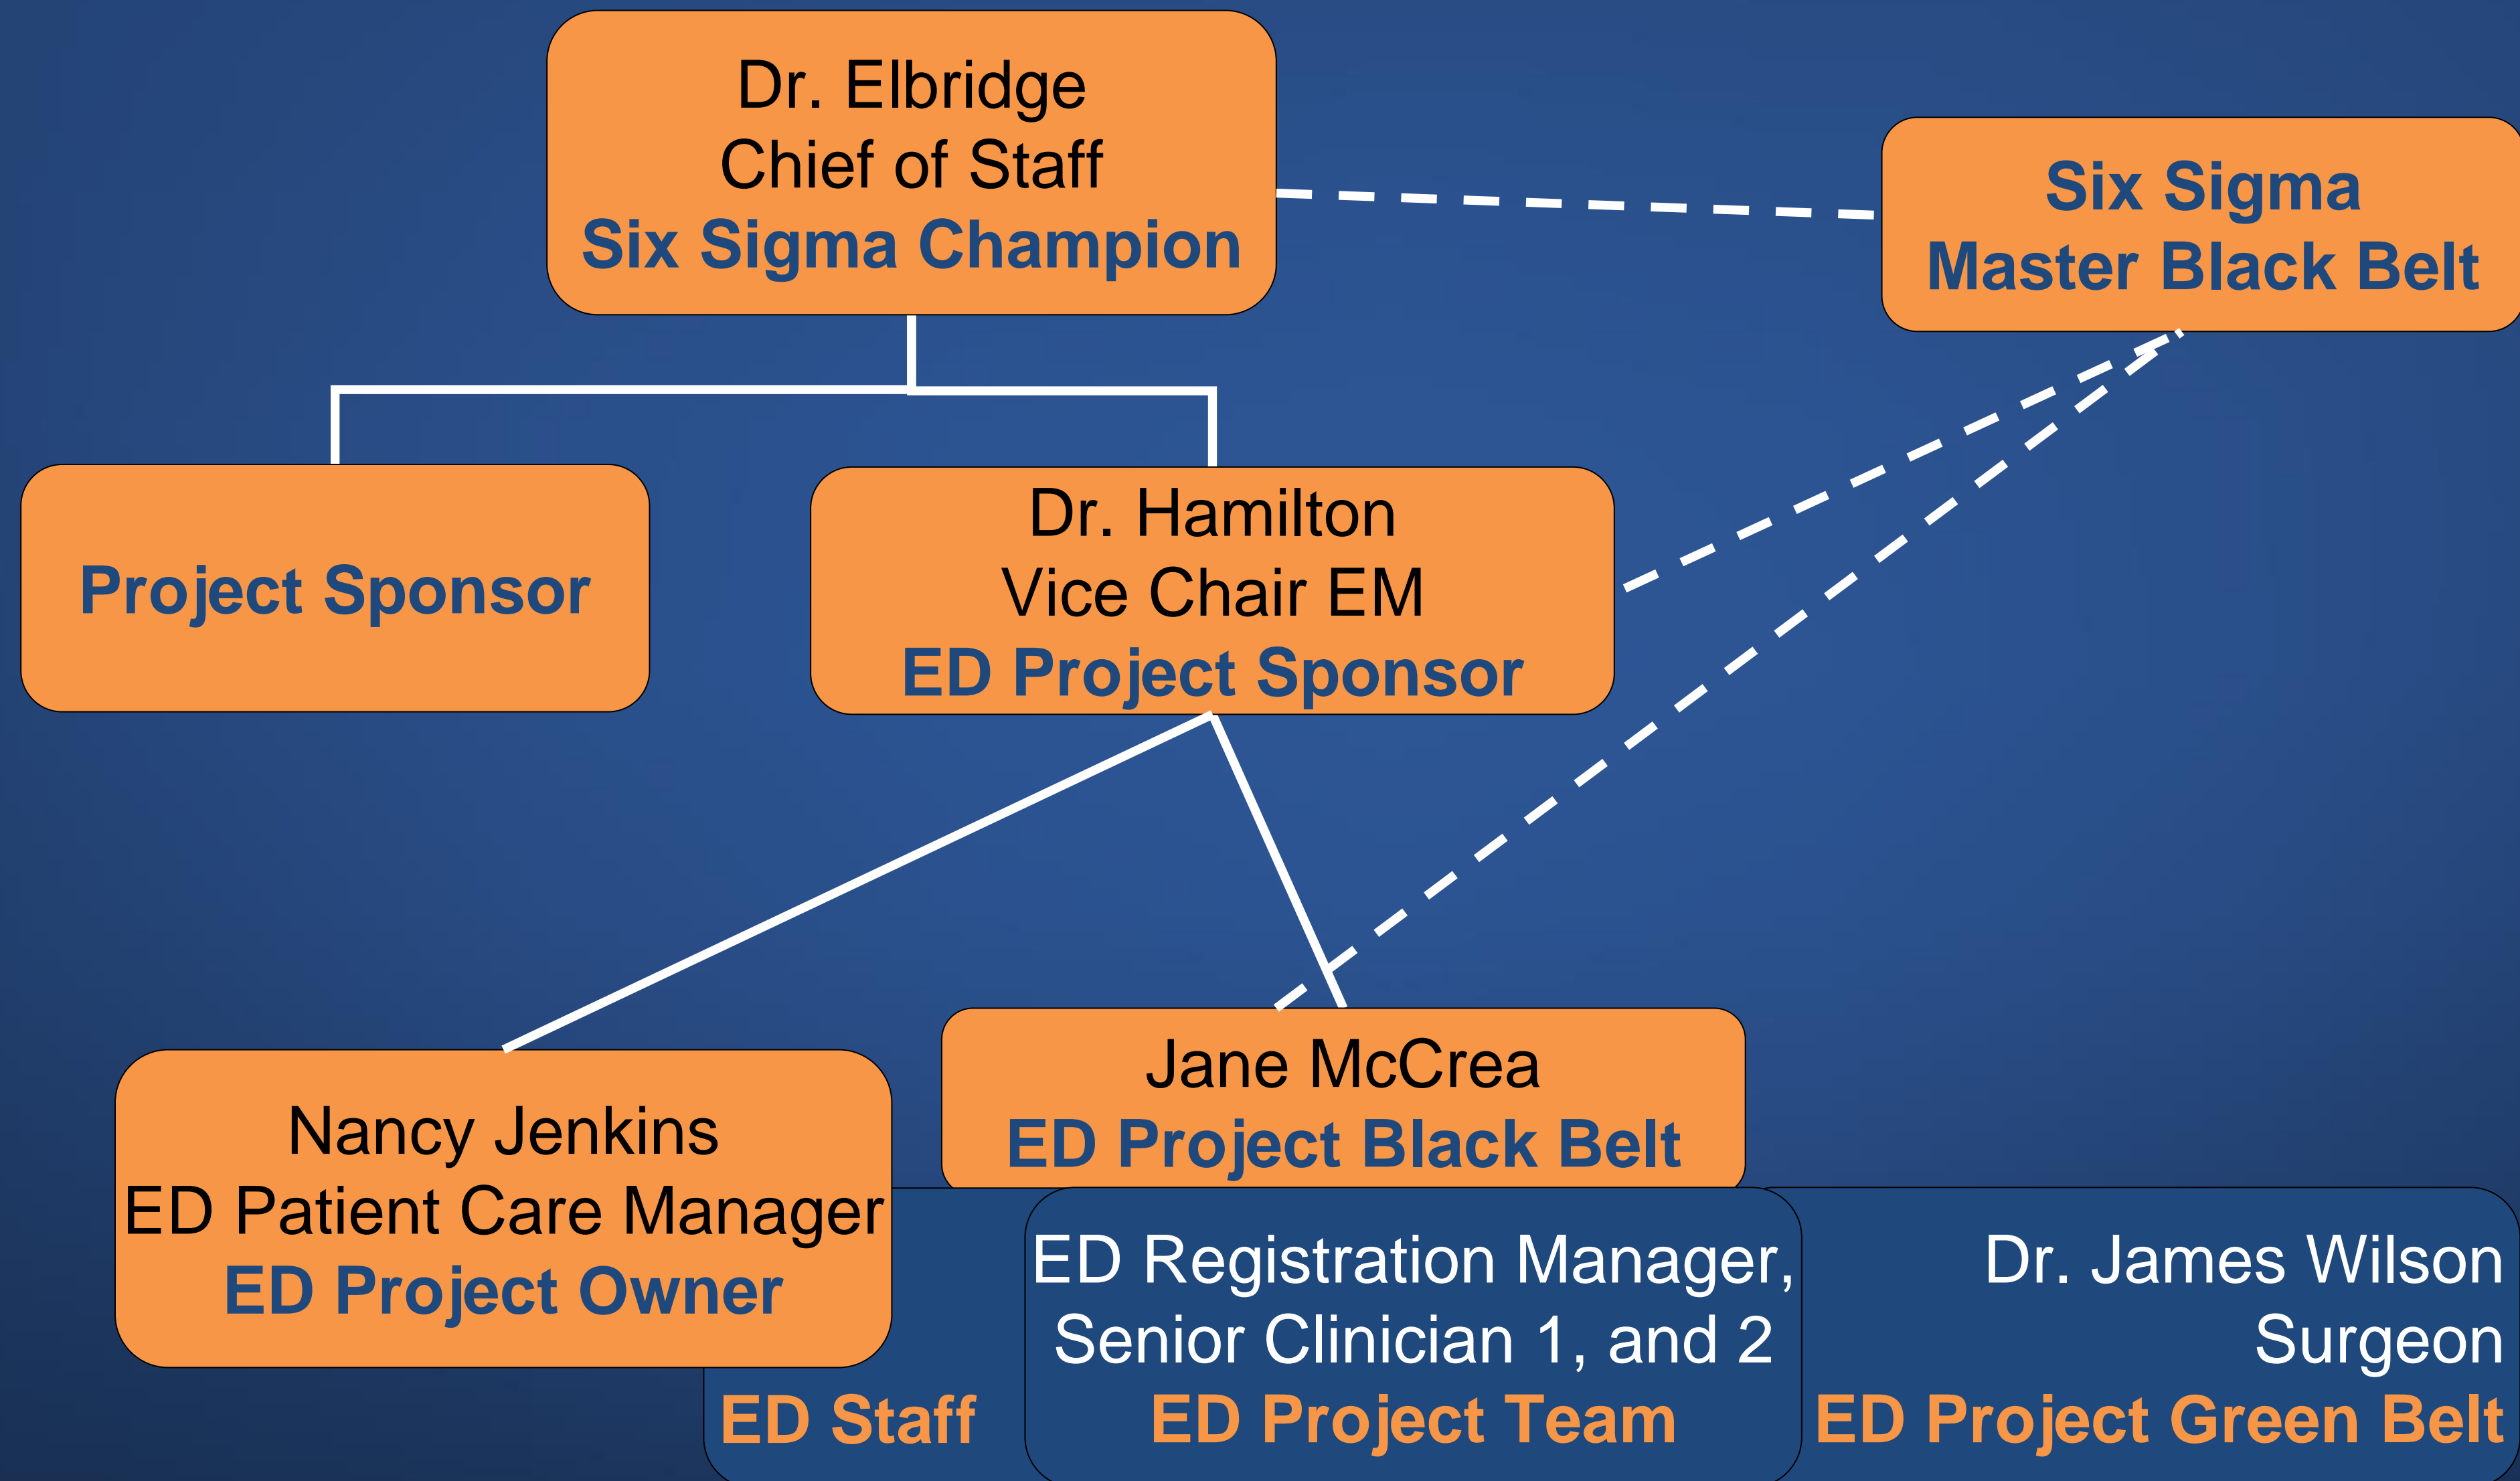 Dr. Elbridge
Chief of Staff
Six Sigma Champion
Six Sigma
Master Black Belt
Project Sponsor
Dr. Hamilton
Vice Chair EM
ED Project Sponsor
Nancy Jenkins
ED Patient Care Manager
ED Project Owner
Jane McCrea
ED Project Black Belt
ED Staff
ED Registration Manager,
Senior Clinician 1, and 2
ED Project Team
Dr. James Wilson
Surgeon
ED Project Green Belt